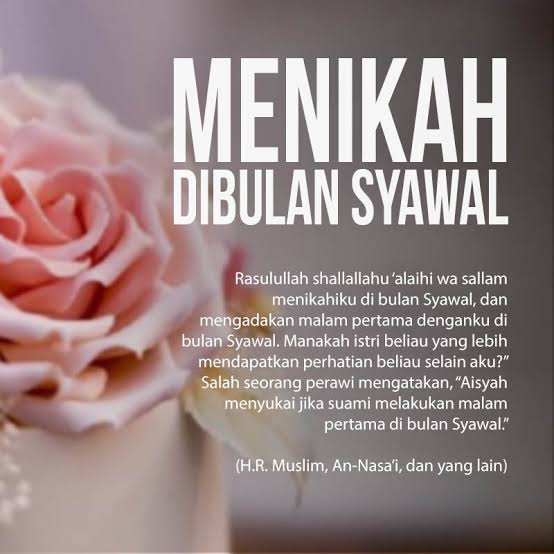 MENIKAH
DIBULAN SYAWAL
Rasulullah shallallahu ‘alaihi wa sallam
menikahiku di bulan Syawal, dan
mengadakan malam pertama denganku di
bulan Syawal. Manakah istri beliau yang lebih
mendapatkan perhatian beliau selain aku?”
Salah seorang perawi mengatakan, “Aisyah
menyukai jika suami melakukan malam
pertama di bulan Syawal.”
(H.R. Muslim, An-Nasa’i, dan yang lain)